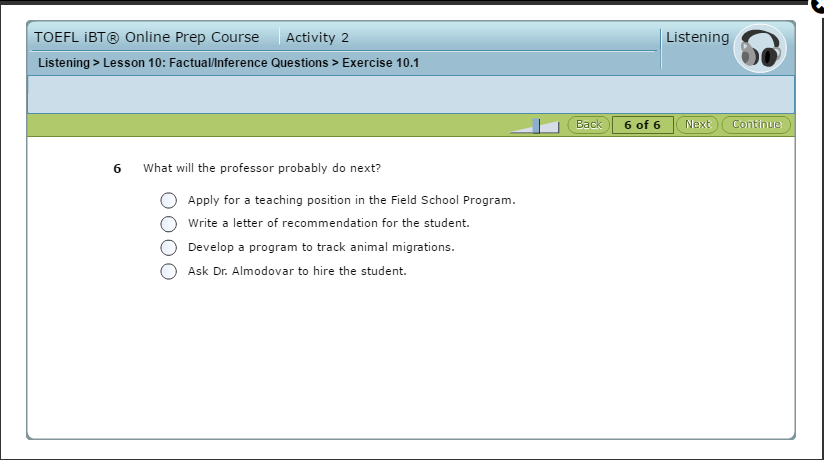 TOEFL iBT® Online Prep Course Activity 2 Listening
Listening > Lesson 10: Factual/Inference Questions > Exercise 10.1
Back 6 of 6 Next Continue
6 What will the professor probably do next?
Apply for a teaching position in the Field School Program.
Write a letter of recommendation for the student.
Develop a program to track animal migrations.
Ask Dr. Almodovar to hire the student.